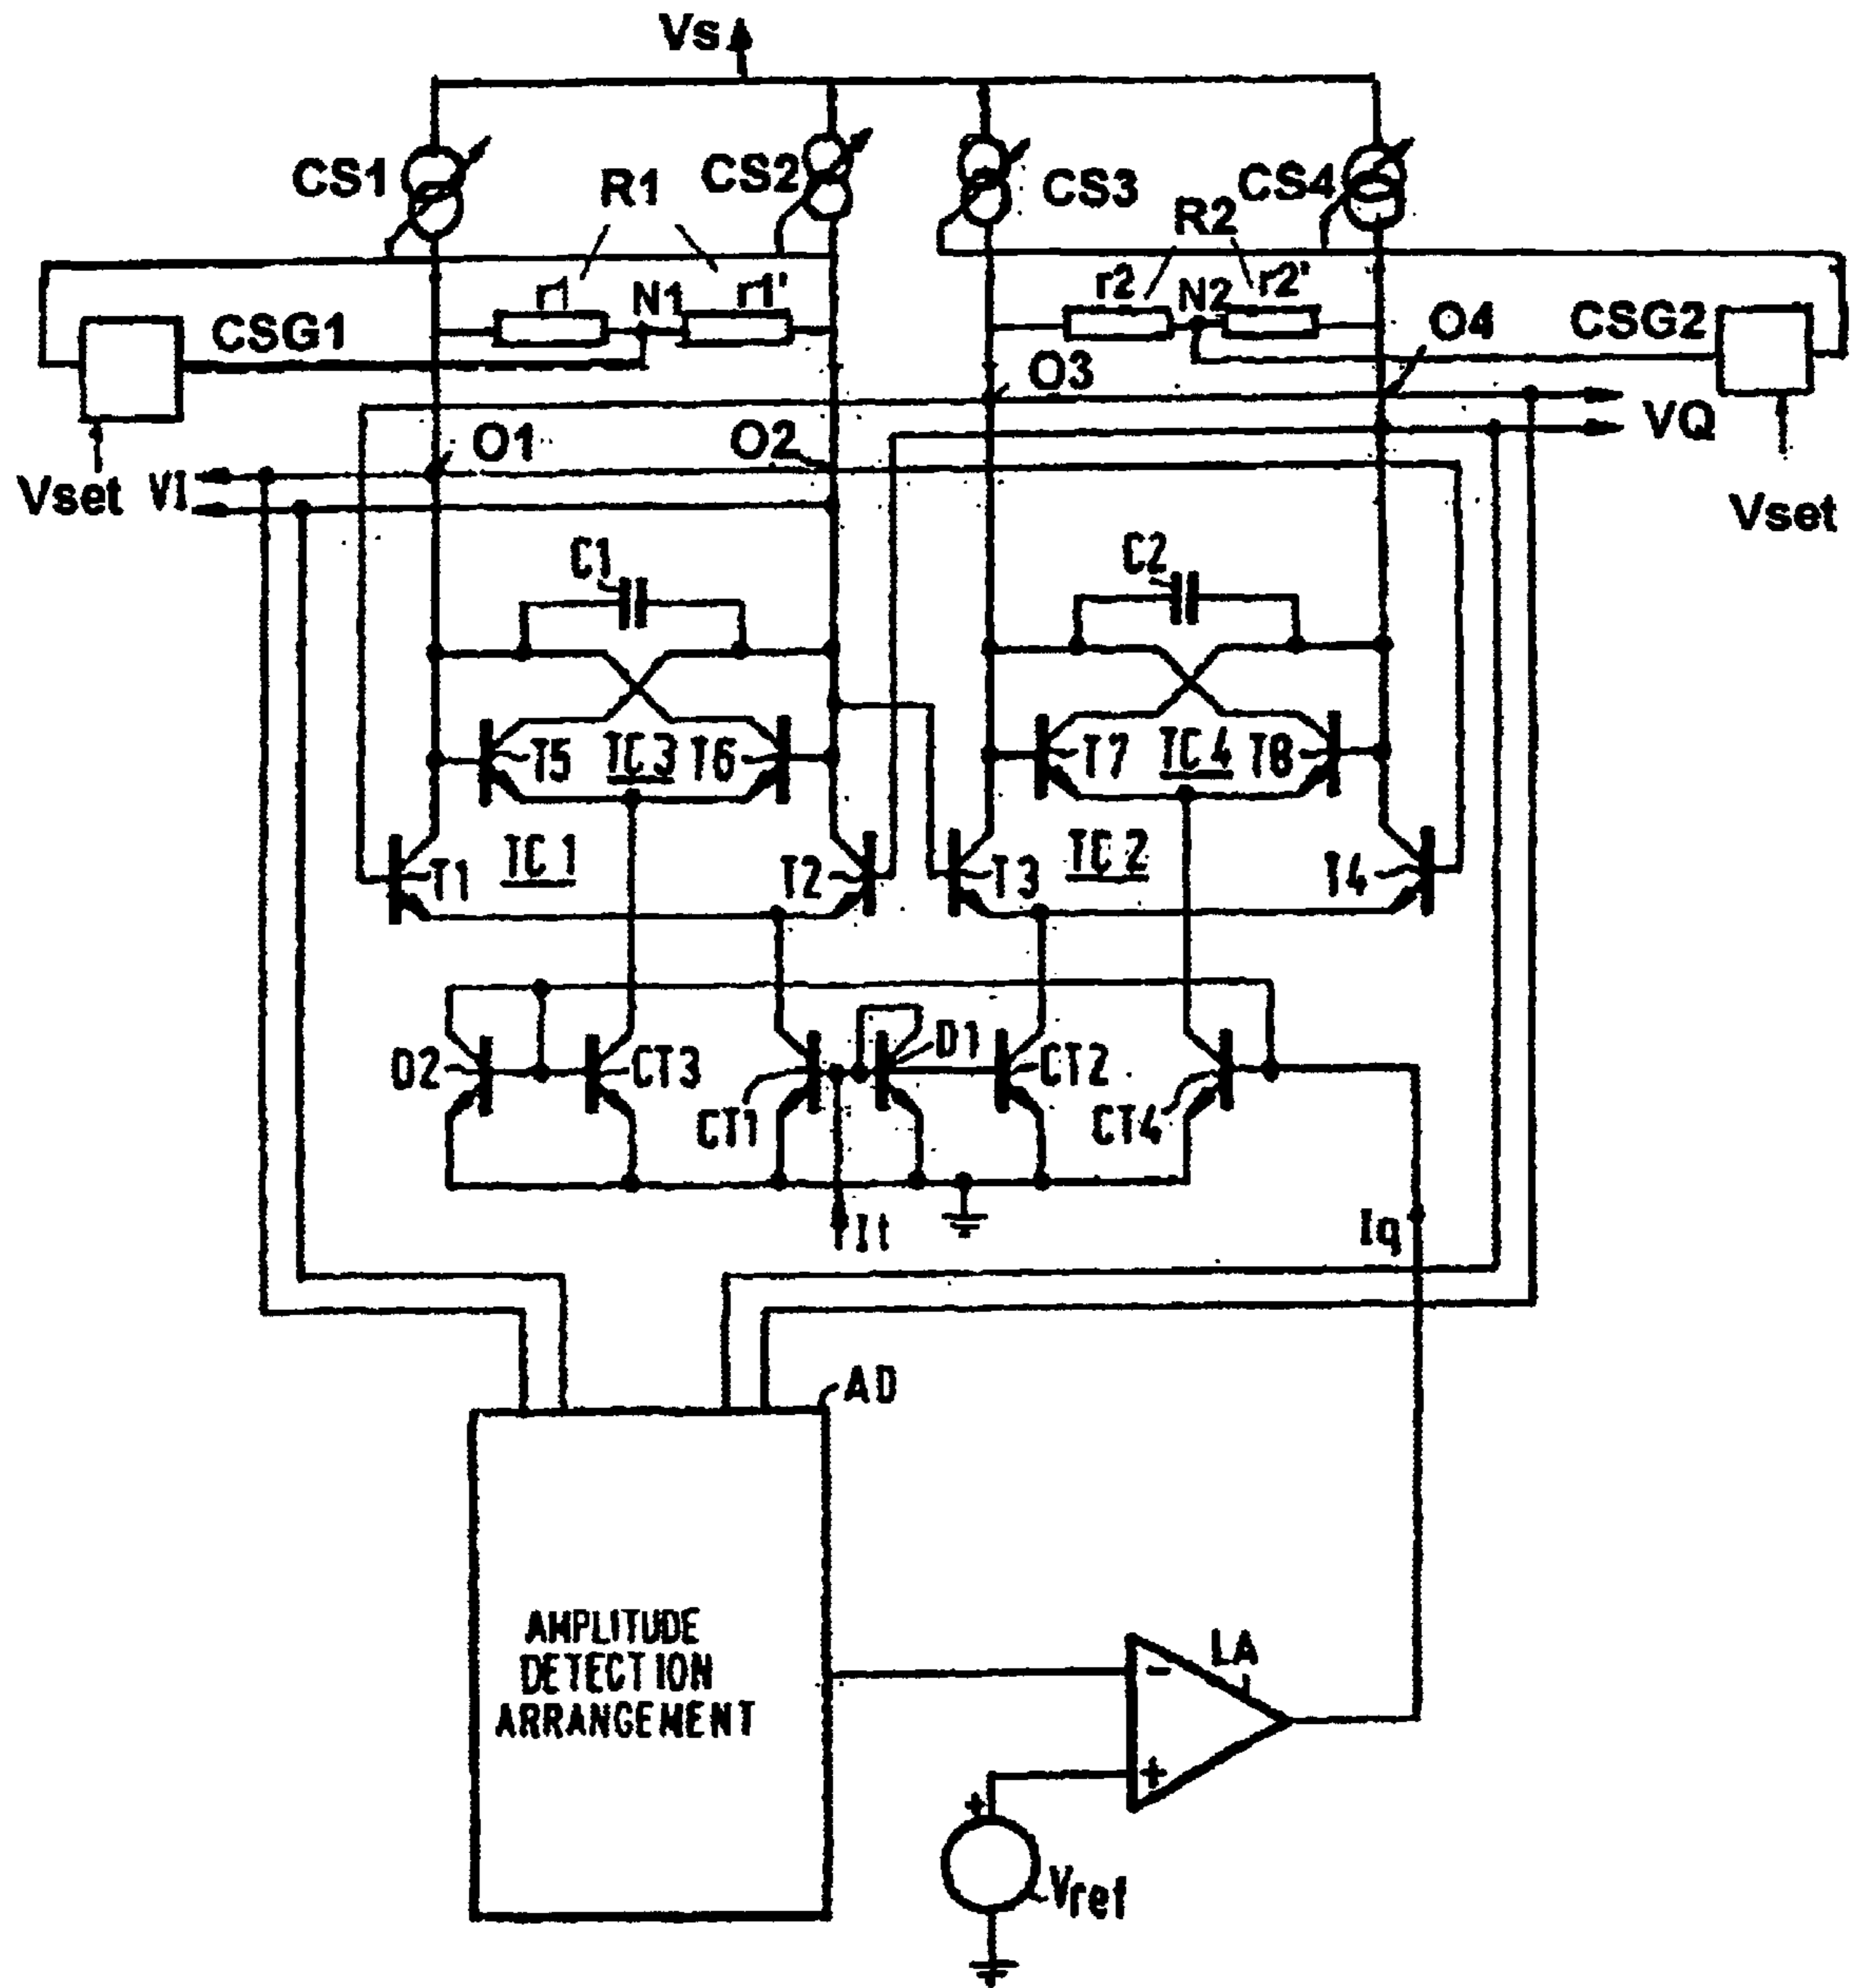 Vs
CS1
R1
CS2
CS3
CS4
R2
r1
N1
r1'
r2
N2
r2'
O4
CSG1
CSG2
O3
O1
O2
VQ
Vset
VI
Vset
C1
C2
T5
TC3
T6
T7
TC4
T8
T1
TC1
T2
T3
TC2
T4
D2
CT3
CT1
D1
CT2
CT4
It
Iq
AD
AMPLITUDE
DETECTION
ARRANGEMENT
-
LA
+
+
Vref